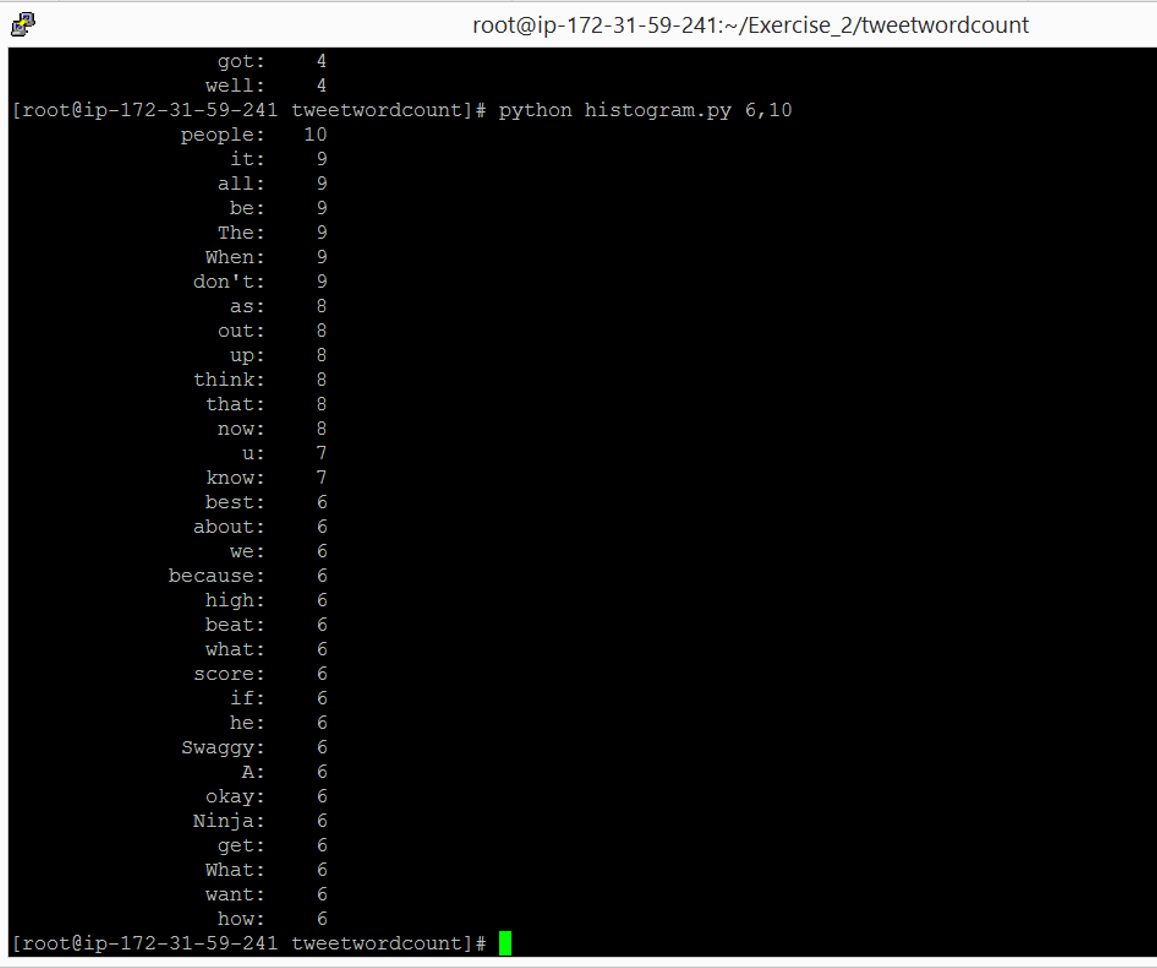 root@ip-172-31-59-241:~/Exercise_2/tweetwordcount
got: 4
well: 4
[root@ip-172-31-59-241 tweetwordcount]# python histogram.py 6,10
people: 10
it: 9
all: 9
be: 9
The: 9
When: 9
don't: 9
as: 8
out: 8
up: 8
think: 8
that: 8
now: 8
u: 7
know: 7
best: 6
about: 6
we: 6
because: 6
high: 6
beat: 6
what: 6
score: 6
if: 6
he: 6
Swaggy: 6
A: 6
okay: 6
Ninja: 6
get: 6
What: 6
want: 6
how: 6
[root@ip-172-31-59-241 tweetwordcount]#